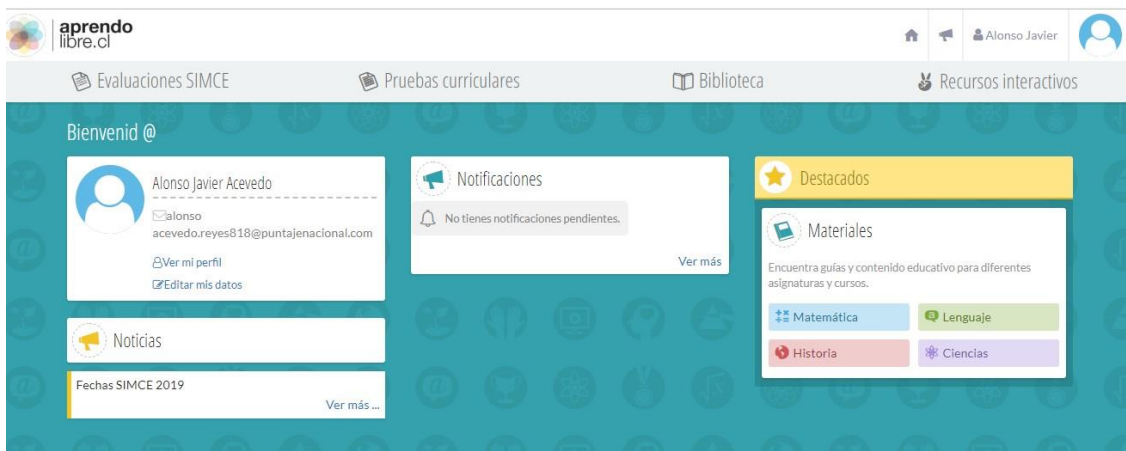 aprendo
libre.cl
Alonso Javier
Evaluaciones SIMCE
Pruebas curriculares
Biblioteca
Recursos interactivos
Bienvenid @
Alonso Javier Acevedo
alonso
acevedo.reyes818@puntajenacional.com
Ver mi perfil
Editar mis datos
Noticias
Fechas SIMCE 2019
Ver más ...
Notificaciones
No tienes notificaciones pendientes.
Ver más
Destacados
Materiales
Encuentra guías y contenido educativo para diferentes
asignaturas y cursos.
Matemática
Lenguaje
Historia
Ciencias